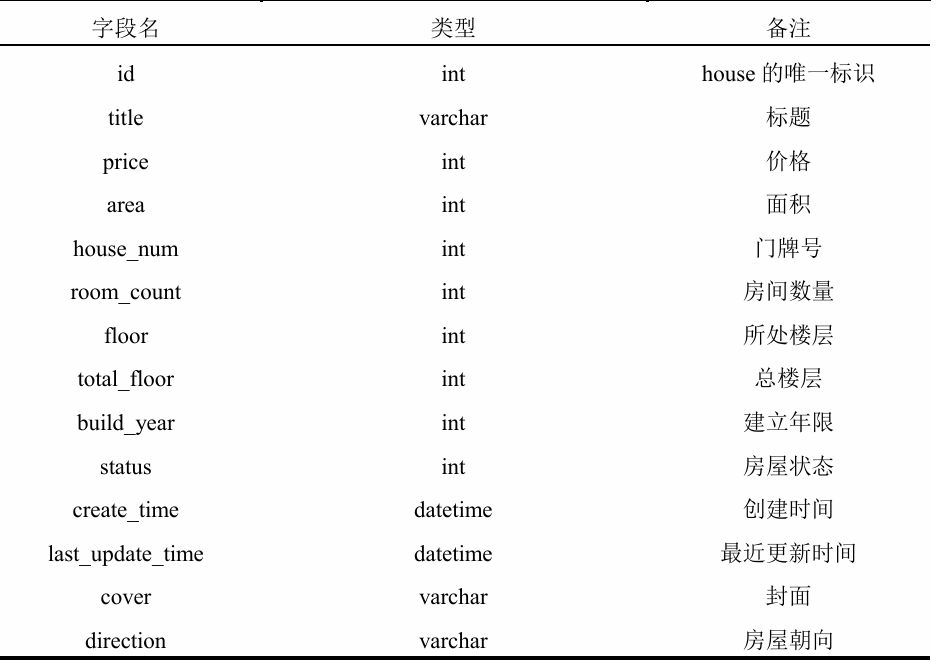 字段名 类型 备注
id int house 的唯一标识
title varchar 标题
price int 价格
area int 面积
house_num int 门牌号
room_count int 房间数量
floor int 所处楼层
total_floor int 总楼层
build_year int 建立年限
status int 房屋状态
create_time datetime 创建时间
last_update_time datetime 最近更新时间
cover varchar 封面
direction varchar 房屋朝向